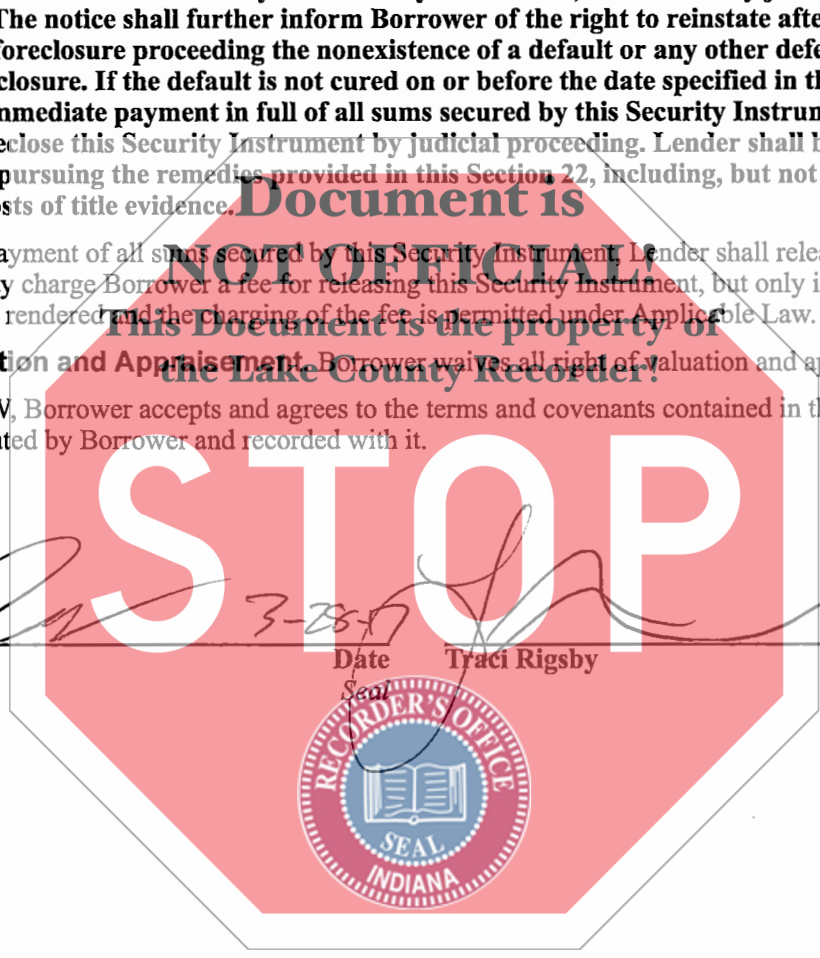 The notice shall further inform Borrower of the right to reinstate afte
foreclosure proceeding the nonexistence of a default or any other defe
closure. If the default is not cured on or before the date specified in th
mmediate payment in full of all sums secured by this Security Instrum
eclose this Security Instrument by judicial proceeding. Lender shall b
pursuing the remedies provided in this Section 22, including, but not
sts of title evidence.
Document is
ayment of all sums secured by this Security Instrument, Lender shall relea
NOT OFFICIAL!
y charge Borrower a fee for releasing this Security Instrument, but only i
rendered and the charging of the fee is permitted under Applicable Law.
This Document is the property of
tion and Appraisement. Borrower waives all right of valuation and ap
the Lake County Recorder!
, Borrower accepts and agrees to the terms and covenants contained in th
ted by Borrower and recorded with it.
STOP
3-28-17
Date Traci Rigsby
Seal
RECORDER'S OFFICE
SEAL
INDIANA